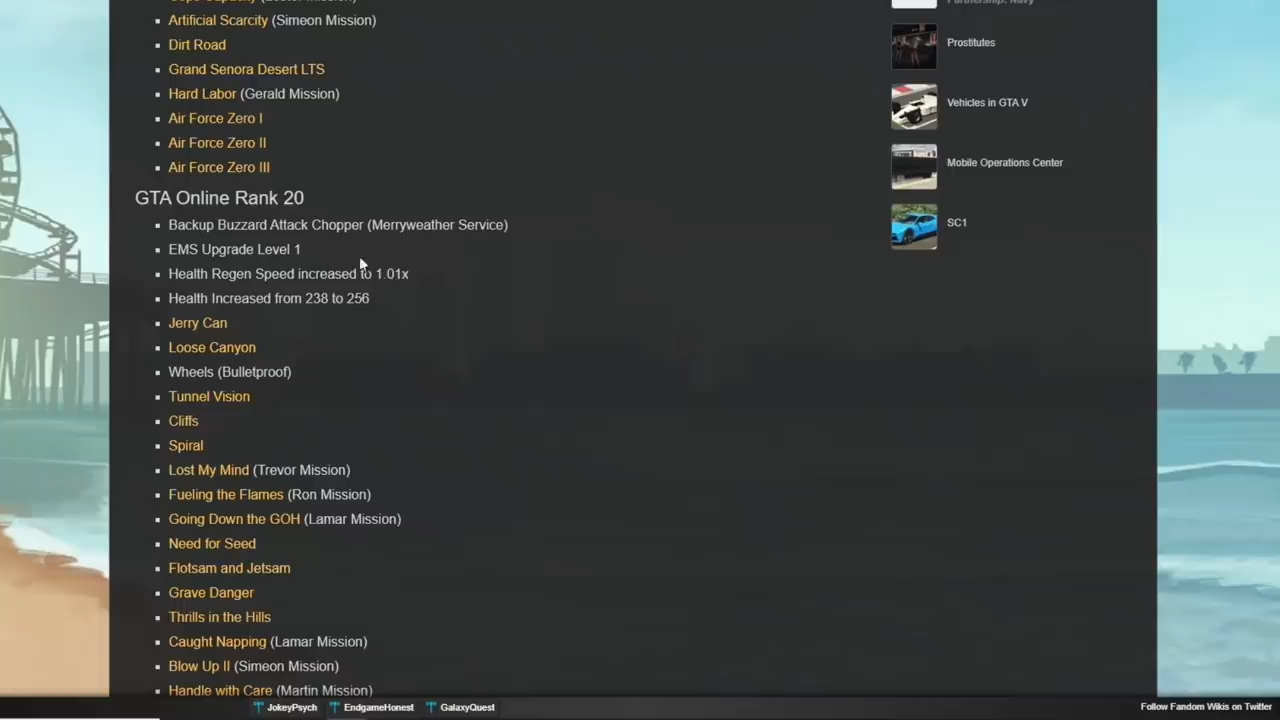 Artificial Scarcity (Simeon Mission)
Dirt Road
Grand Senora Desert LTS
Hard Labor (Gerald Mission)
Air Force Zero I
Air Force Zero II
Air Force Zero III
GTA Online Rank 20
Backup Buzzard Attack Chopper (Merryweather Service)
EMS Upgrade Level 1
Health Regen Speed increased to 1.01x
Health Increased from 238 to 256
Jerry Can
Loose Canyon
Wheels (Bulletproof)
Tunnel Vision
Cliffs
Spiral
Lost My Mind (Trevor Mission)
Fueling the Flames (Ron Mission)
Going Down the GOH (Lamar Mission)
Need for Seed
Flotsam and Jetsam
Grave Danger
Thrills in the Hills
Caught Napping (Lamar Mission)
Blow Up II (Simeon Mission)
Handle with Care (Martin Mission)
Partnership: Navy
Prostitutes
Vehicles in GTA V
Mobile Operations Center
SC1
JokeyPsych
EndgameHonest
GalaxyQuest
Follow Fandom Wikis on Twitter